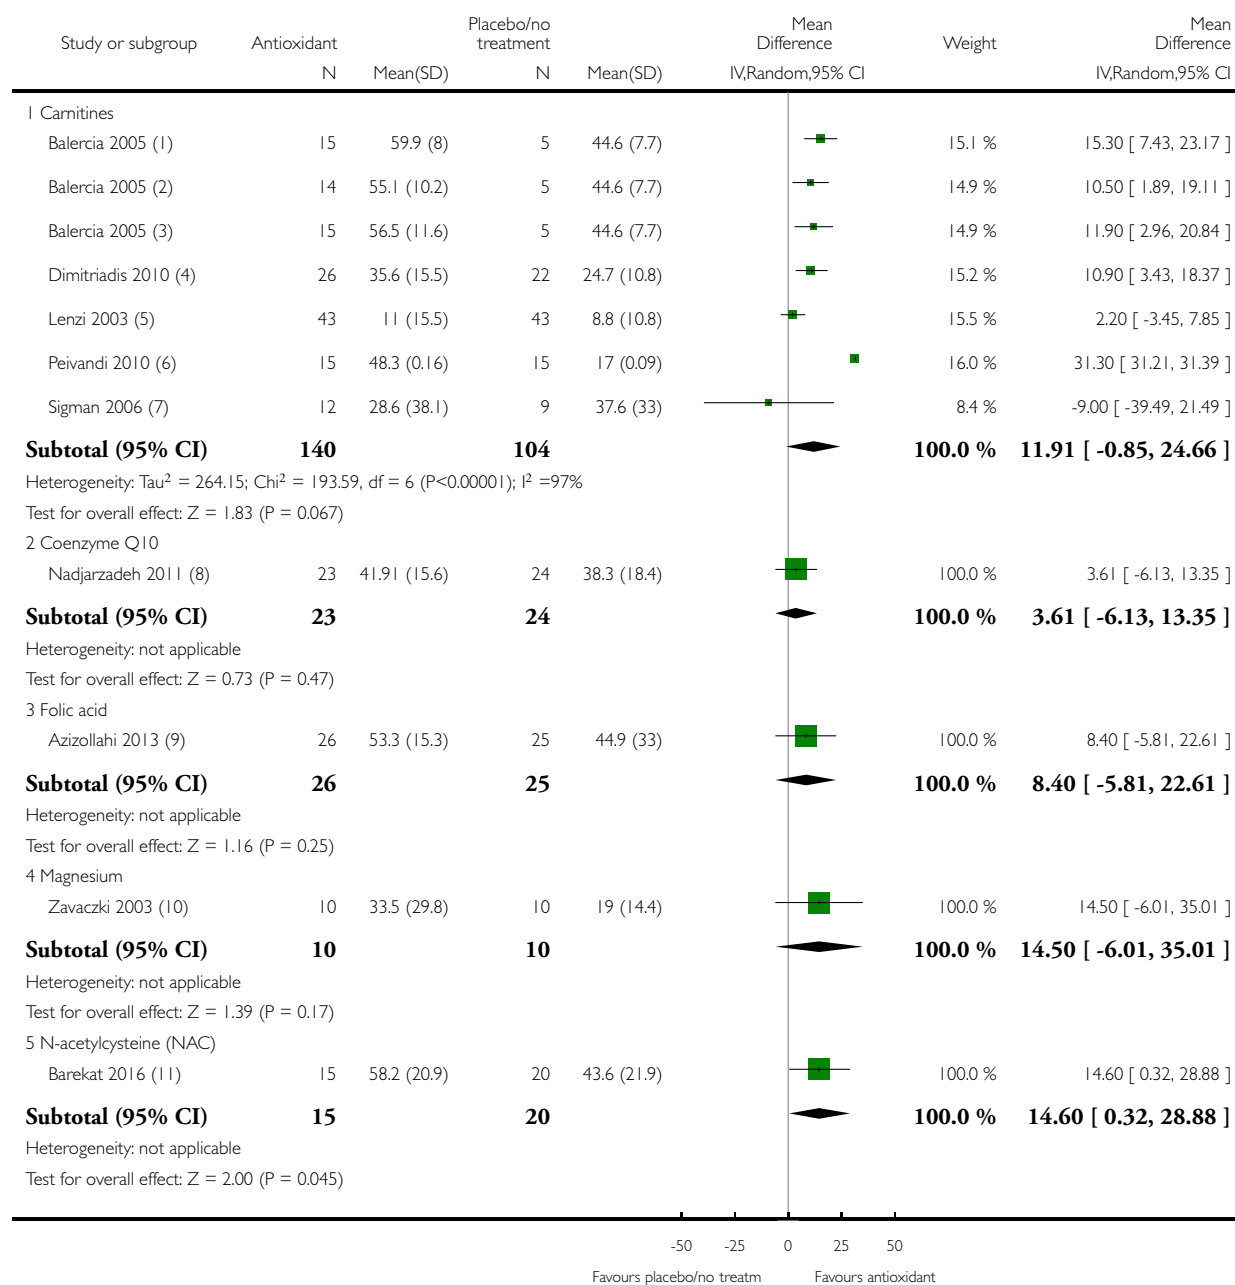 Study or subgroup Antioxidant Placebo/no treatment Mean Difference Weight Mean Difference
N Mean(SD) N Mean(SD) IV,Random,95% CI IV,Random,95% CI
1 Carnitines
Balercia 2005 (1) 15 59.9 (8) 5 44.6 (7.7) 15.1 % 15.30 [ 7.43, 23.17 ]
Balercia 2005 (2) 14 55.1 (10.2) 5 44.6 (7.7) 14.9 % 10.50 [ 1.89, 19.11 ]
Balercia 2005 (3) 15 56.5 (11.6) 5 44.6 (7.7) 14.9 % 11.90 [ 2.96, 20.84 ]
Dimitriadis 2010 (4) 26 35.6 (15.5) 22 24.7 (10.8) 15.2 % 10.90 [ 3.43, 18.37 ]
Lenzi 2003 (5) 43 11 (15.5) 43 8.8 (10.8) 15.5 % 2.20 [ -3.45, 7.85 ]
Peivandi 2010 (6) 15 48.3 (0.16) 15 17 (0.09) 16.0 % 31.30 [ 31.21, 31.39 ]
Sigman 2006 (7) 12 28.6 (38.1) 9 37.6 (33) 8.4 % -9.00 [ -39.49, 21.49 ]
Subtotal (95% CI) 140 104 100.0 % 11.91 [ -0.85, 24.66 ]
Heterogeneity: Tau² = 264.15; Chi² = 193.59, df = 6 (P<0.00001); I² =97%
Test for overall effect: Z = 1.83 (P = 0.067)
2 Coenzyme Q10
Nadjarzadeh 2011 (8) 23 41.91 (15.6) 24 38.3 (18.4) 100.0 % 3.61 [ -6.13, 13.35 ]
Subtotal (95% CI) 23 24 100.0 % 3.61 [ -6.13, 13.35 ]
Heterogeneity: not applicable
Test for overall effect: Z = 0.73 (P = 0.47)
3 Folic acid
Azizollahi 2013 (9) 26 53.3 (15.3) 25 44.9 (33) 100.0 % 8.40 [ -5.81, 22.61 ]
Subtotal (95% CI) 26 25 100.0 % 8.40 [ -5.81, 22.61 ]
Heterogeneity: not applicable
Test for overall effect: Z = 1.16 (P = 0.25)
4 Magnesium
Zavaczki 2003 (10) 10 33.5 (29.8) 10 19 (14.4) 100.0 % 14.50 [ -6.01, 35.01 ]
Subtotal (95% CI) 10 10 100.0 % 14.50 [ -6.01, 35.01 ]
Heterogeneity: not applicable
Test for overall effect: Z = 1.39 (P = 0.17)
5 N-acetylcysteine (NAC)
Barekat 2016 (11) 15 58.2 (20.9) 20 43.6 (21.9) 100.0 % 14.60 [ 0.32, 28.88 ]
Subtotal (95% CI) 15 20 100.0 % 14.60 [ 0.32, 28.88 ]
Heterogeneity: not applicable
Test for overall effect: Z = 2.00 (P = 0.045)
-50 -25 0 25 50
Favours placebo/no treatm Favours antioxidant